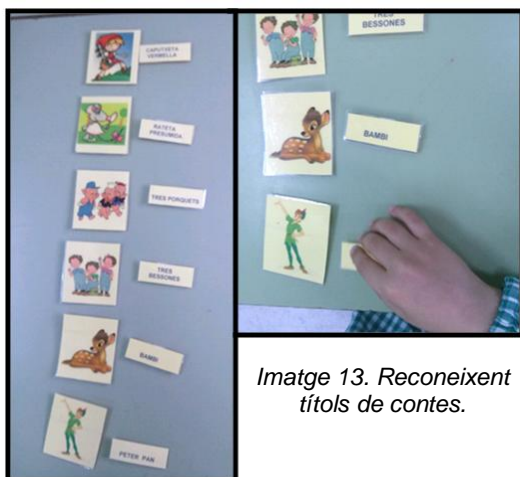 CAPUTXETA
VERMELLA
RATETA
PRESUMIDA
TRES PORQUETS
TRES
BESSONES
BAMBI
PETER PAN
TRES
BESSONES
BAMBI
Imatge 13. Reconeixent
títols de contes.